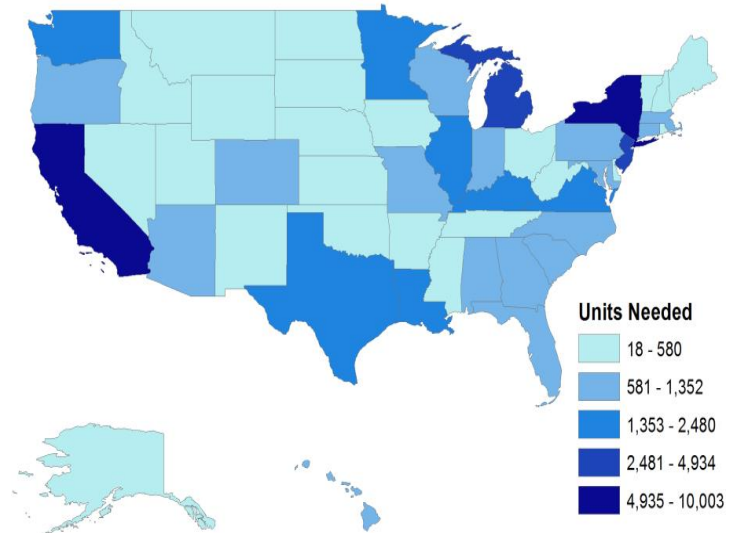 Units Needed
18 - 580
581 - 1,352
1,353 - 2,480
2,481 - 4,934
4,935 - 10,003